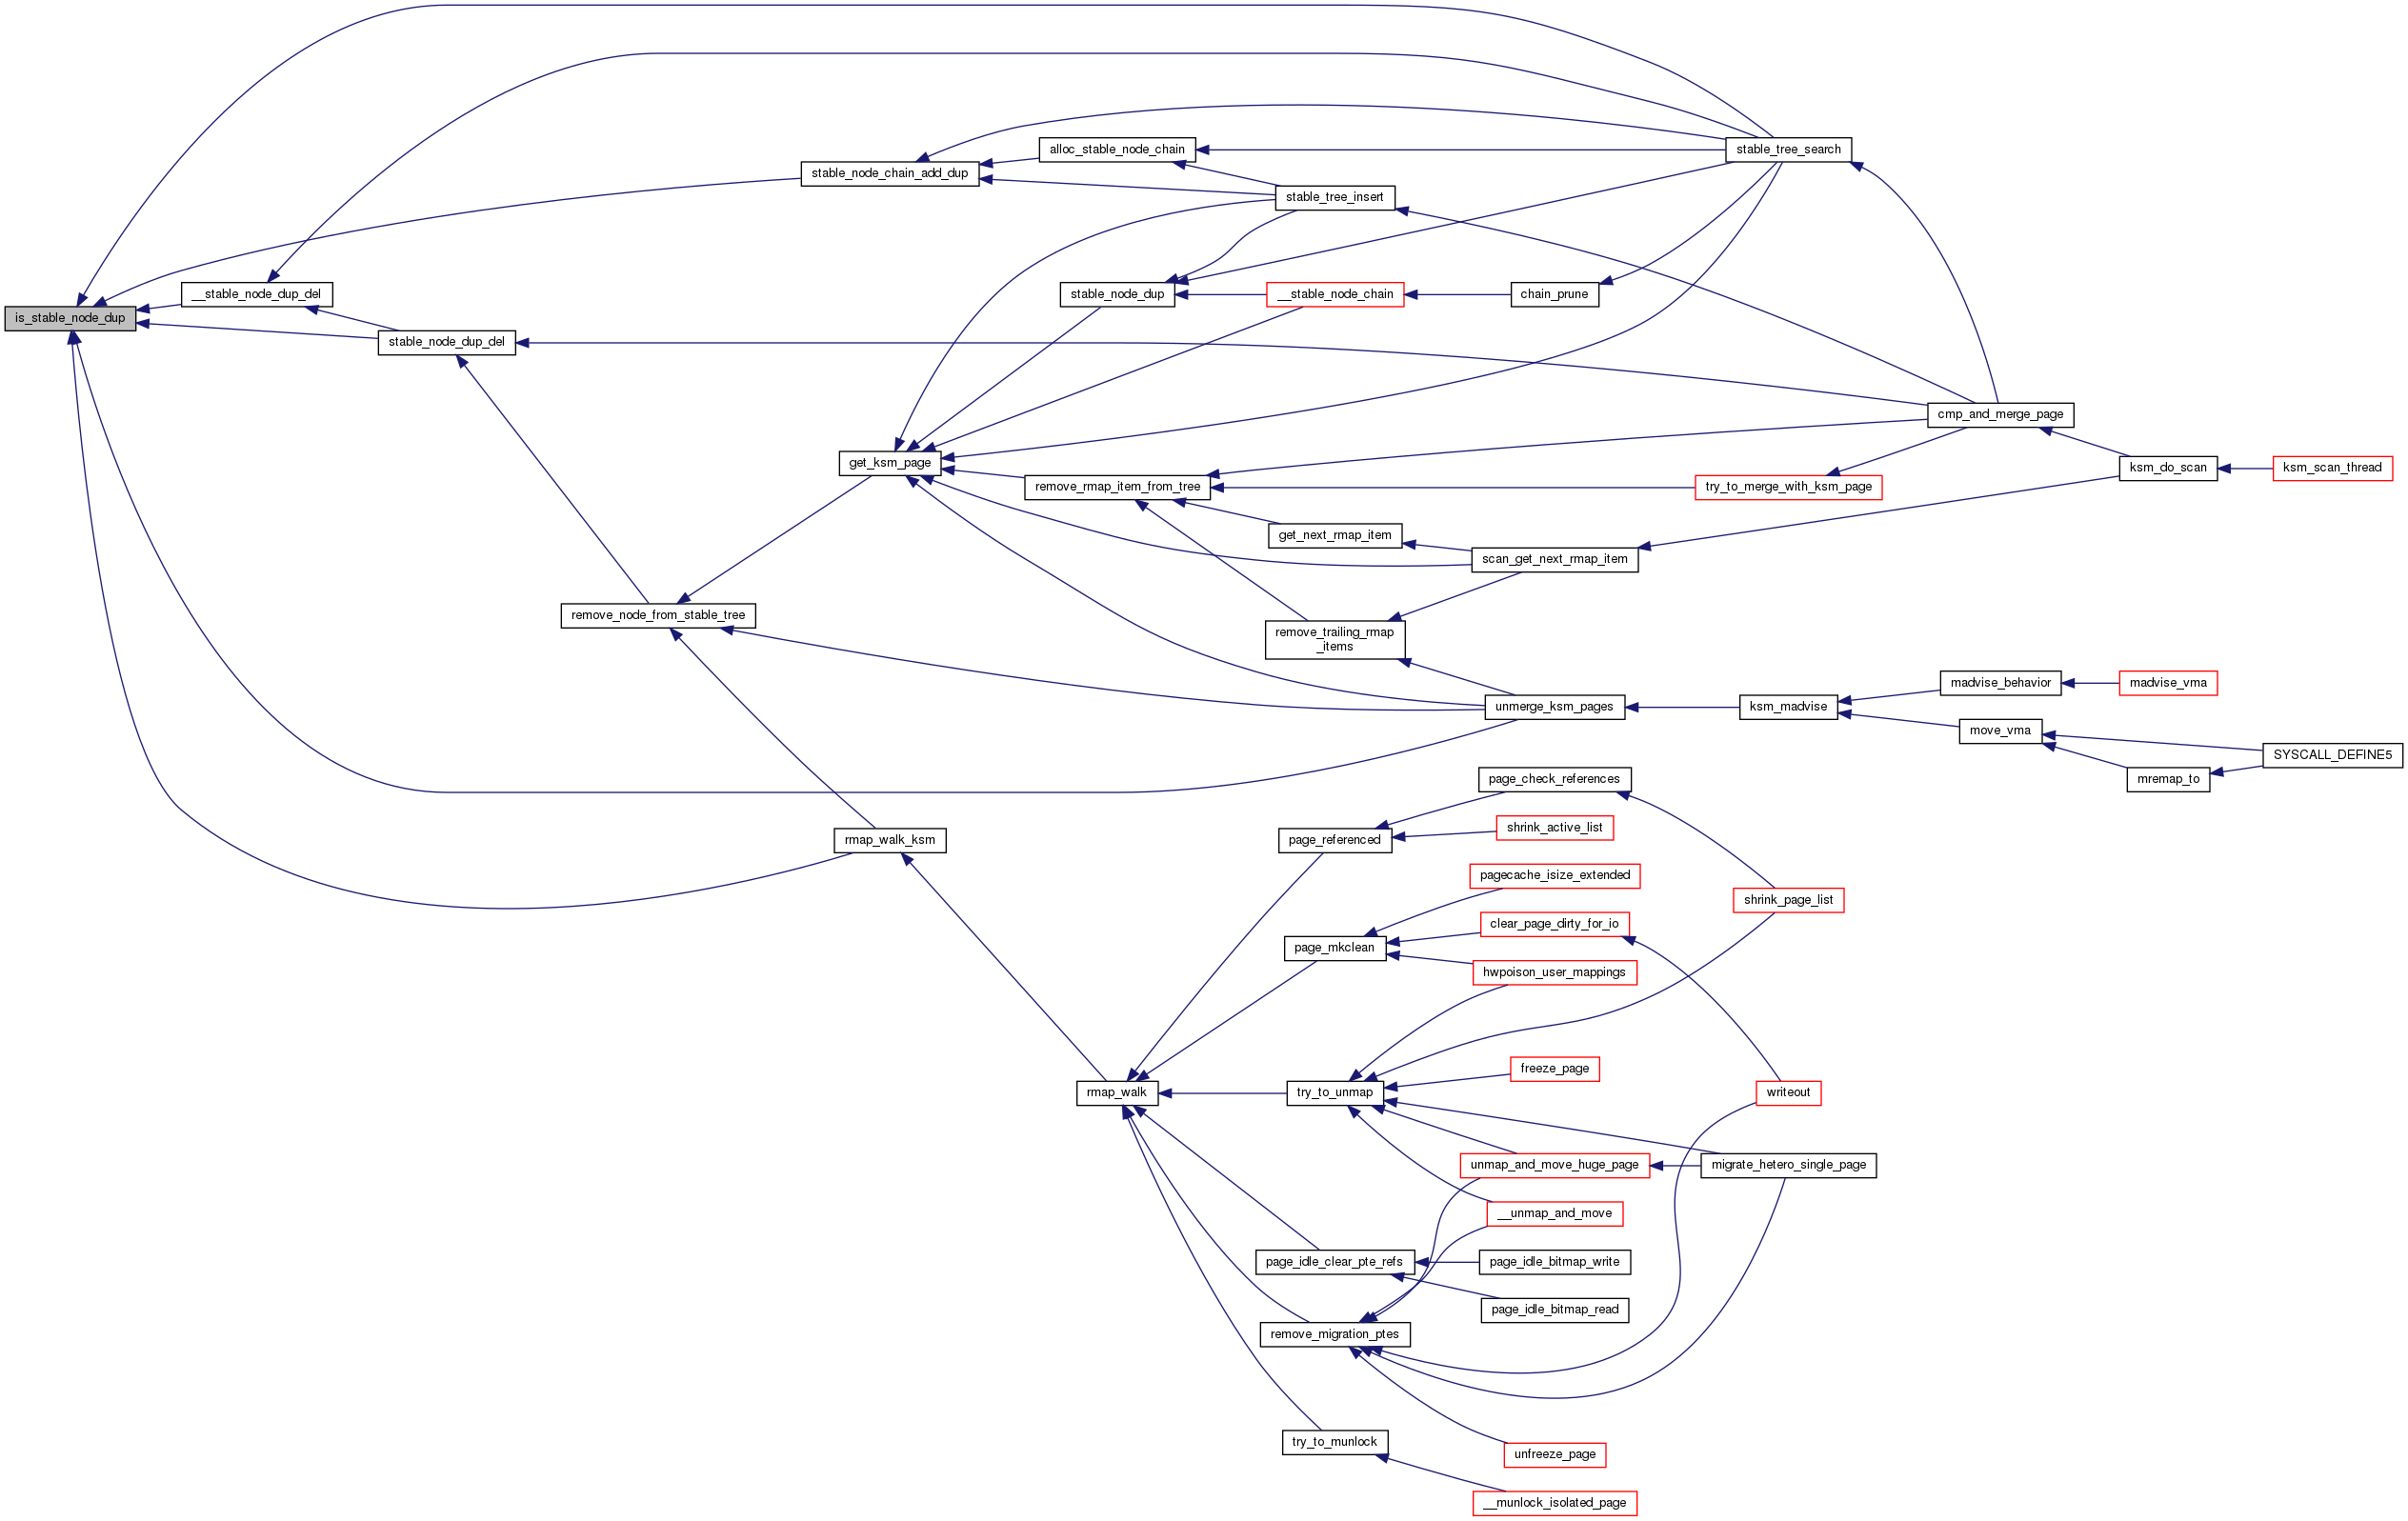 stable_tree_search
alloc_stable_node_chain
stable_node_chain_add_dup
stable_tree_insert
__stable_node_dup_del
stable_node_dup
__stable_node_chain
chain_prune
is_stable_node_dup
stable_node_dup_del
cmp_and_merge_page
get_ksm_page
ksm_do_scan
ksm_scan_thread
remove_rmap_item_from_tree
try_to_merge_with_ksm_page
get_next_rmap_item
scan_get_next_rmap_item
remove_node_from_stable_tree
remove_trailing_rmap
_items
madvise_behavior
madvise_vma
unmerge_ksm_pages
ksm_madvise
move_vma
SYSCALL_DEFINE5
mremap_to
page_check_references
shrink_active_list
rmap_walk_ksm
page_referenced
pagecache_isize_extended
shrink_page_list
clear_page_dirty_for_io
page_mkclean
hwpoison_user_mappings
freeze_page
rmap_walk
try_to_unmap
writeout
unmap_and_move_huge_page
migrate_hetero_single_page
__unmap_and_move
page_idle_clear_pte_refs
page_idle_bitmap_write
page_idle_bitmap_read
remove_migration_ptes
try_to_munlock
unfreeze_page
__munlock_isolated_page